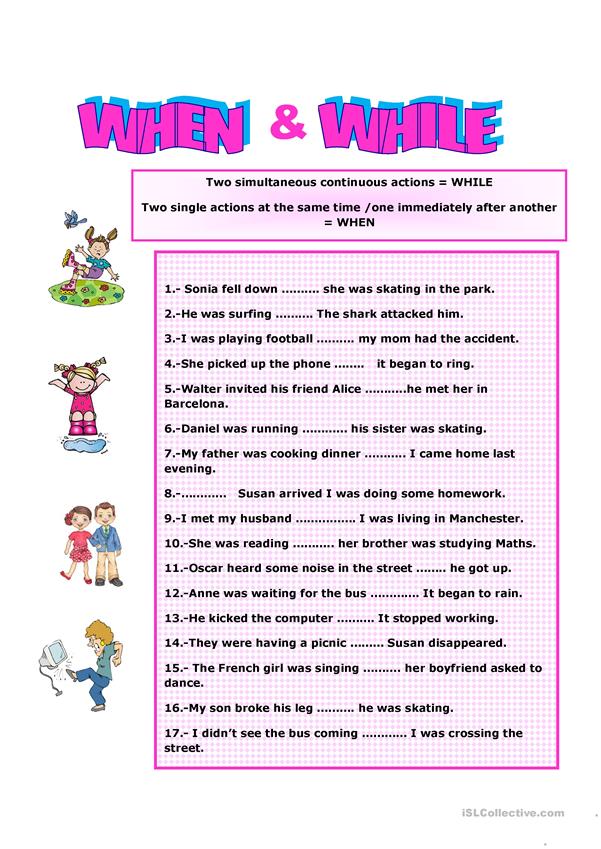 WHEN & WHILE
Two simultaneous continuous actions = WHILE
Two single actions at the same time /one immediately after another
= WHEN
1.- Sonia fell down .......... she was skating in the park.
2.-He was surfing .......... The shark attacked him.
3.-I was playing football .......... my mom had the accident.
4.-She picked up the phone ........ it began to ring.
5.-Walter invited his friend Alice ...........he met her in
Barcelona.
6.-Daniel was running ............ his sister was skating.
7.-My father was cooking dinner ........... I came home last
evening.
8.-............ Susan arrived I was doing some homework.
9.-I met my husband ................ I was living in Manchester.
10.-She was reading ........... her brother was studying Maths.
11.-Oscar heard some noise in the street ........ he got up.
12.-Anne was waiting for the bus ............. It began to rain.
13.-He kicked the computer .......... It stopped working.
14.-They were having a picnic ......... Susan disappeared.
15.- The French girl was singing .......... her boyfriend asked to
dance.
16.-My son broke his leg .......... he was skating.
17.- I didn’t see the bus coming ............ I was crossing the
street.
iSLCollective.com